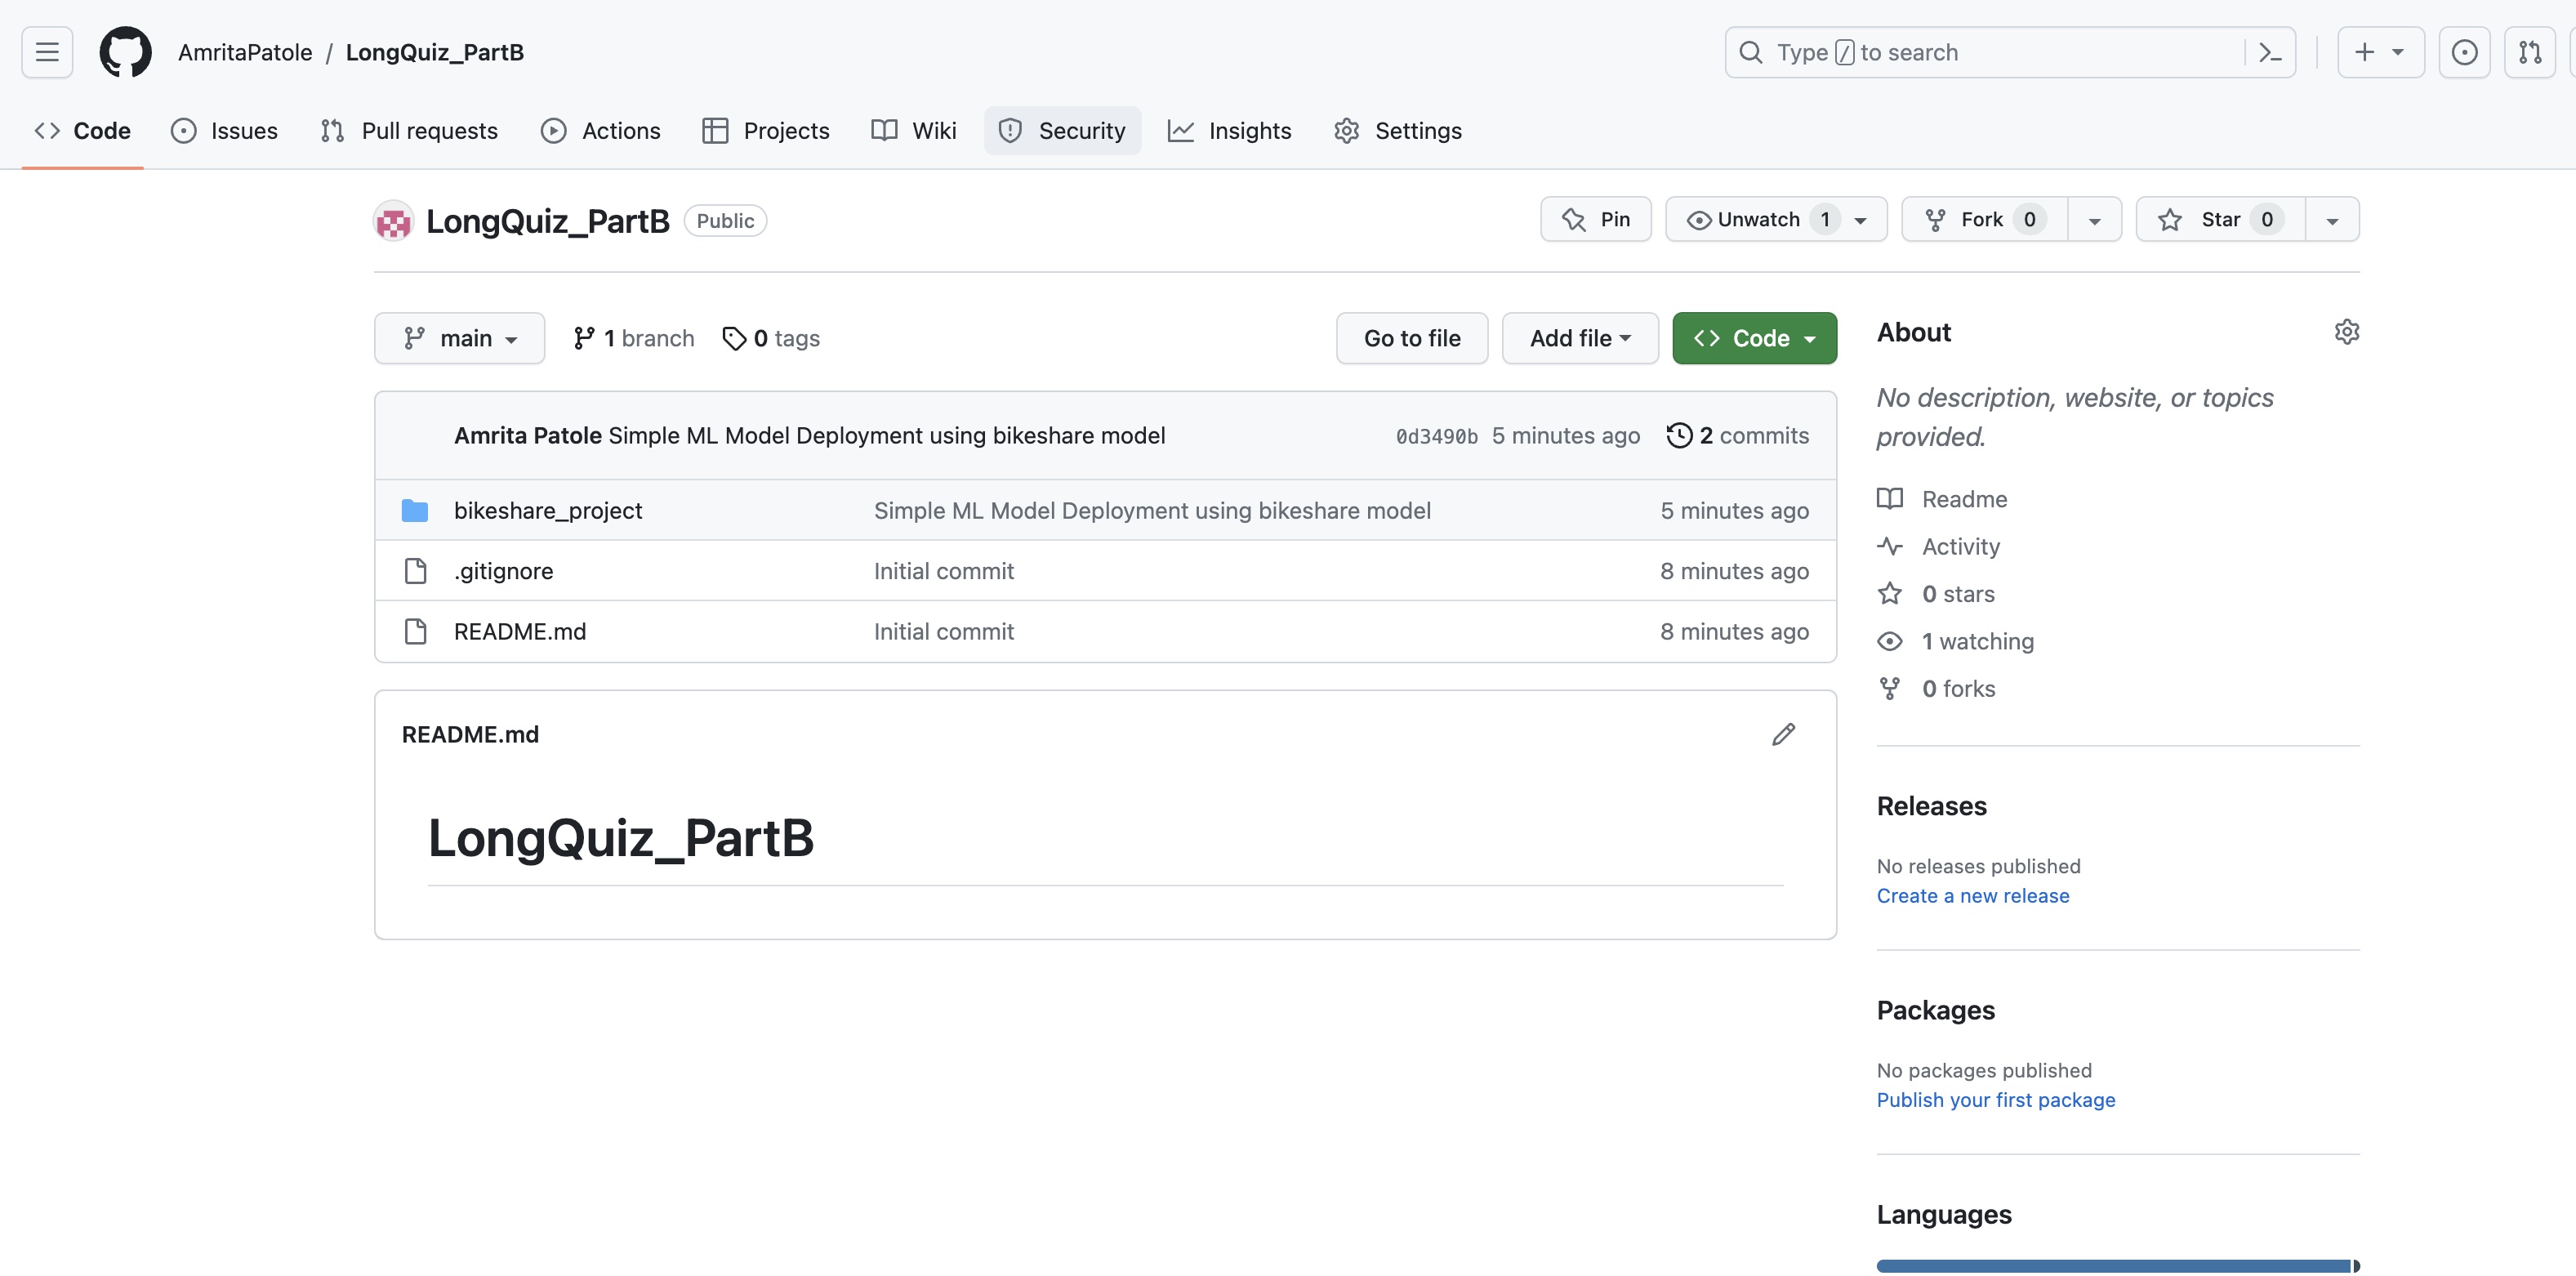 AmritaPatole / LongQuiz_PartB
Type / to search
Code Issues Pull requests Actions Projects Wiki Security Insights Settings
LongQuiz_PartB Public
Pin Unwatch 1 Fork 0 Star 0
main 1 branch 0 tags Go to file Add file Code
Amrita Patole Simple ML Model Deployment using bikeshare model 0d3490b 5 minutes ago 2 commits
bikeshare_project Simple ML Model Deployment using bikeshare model 5 minutes ago
.gitignore Initial commit 8 minutes ago
README.md Initial commit 8 minutes ago
README.md
LongQuiz_PartB
About
No description, website, or topics
provided.
Readme
Activity
0 stars
1 watching
0 forks
Releases
No releases published
Create a new release
Packages
No packages published
Publish your first package
Languages